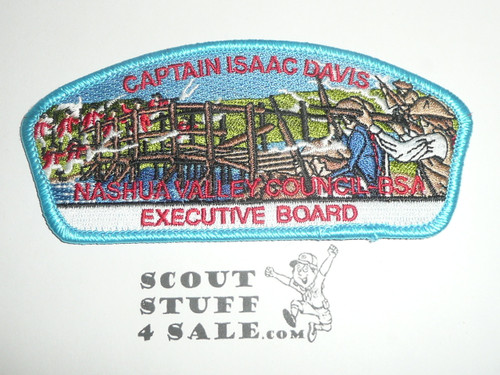 CAPTAIN ISAAC DAVIS
NASHUA VALLEY COUNCIL-BSA
EXECUTIVE BOARD
SCOUT
STUFF
4 SALE.COM